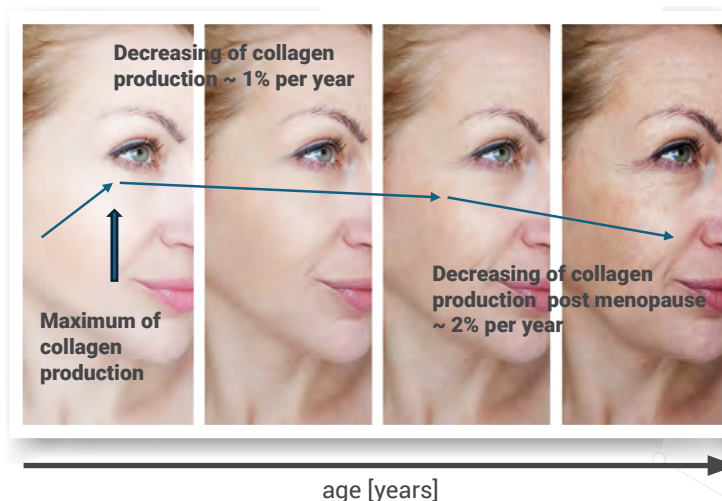 Decreasing of collagen
production ~ 1% per year
Decreasing of collagen
production post menopause
~ 2% per year
Maximum of
collagen
production
age [years]